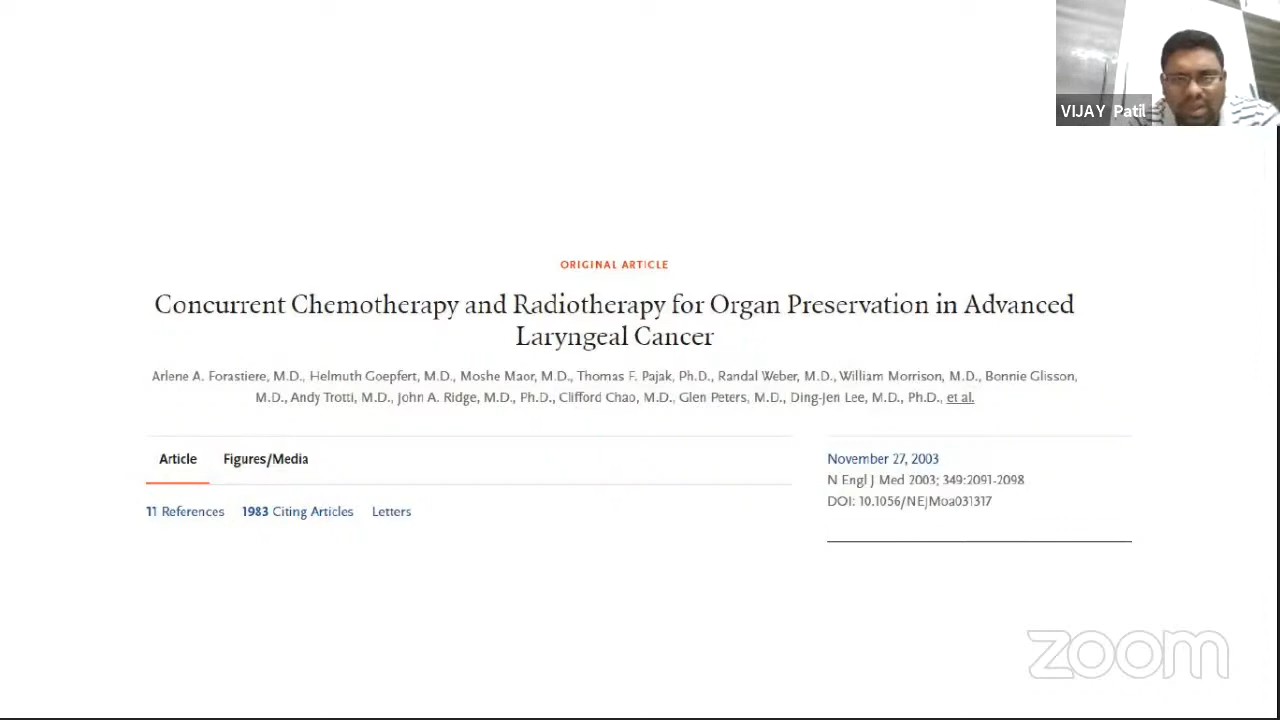 VIJAY Patil
ORIGINAL ARTICLE
Concurrent Chemotherapy and Radiotherapy for Organ Preservation in Advanced
Laryngeal Cancer
Arlene A. Forastiere, M.D., Helmuth Goepfert, M.D., Moshe Maor, M.D., Thomas F. Pajak, Ph.D., Randal Weber, M.D., William Morrison, M.D., Bonnie Glisson,
M.D., Andy Trotti, M.D., John A. Ridge, M.D., Ph.D., Clifford Chao, M.D., Glen Peters, M.D., Ding-Jen Lee, M.D., Ph.D., et al.
Article Figures/Media
11 References 1983 Citing Articles Letters
November 27, 2003
N Engl J Med 2003; 349:2091-2098
DOI: 10.1056/NEJMoa031317
zoom